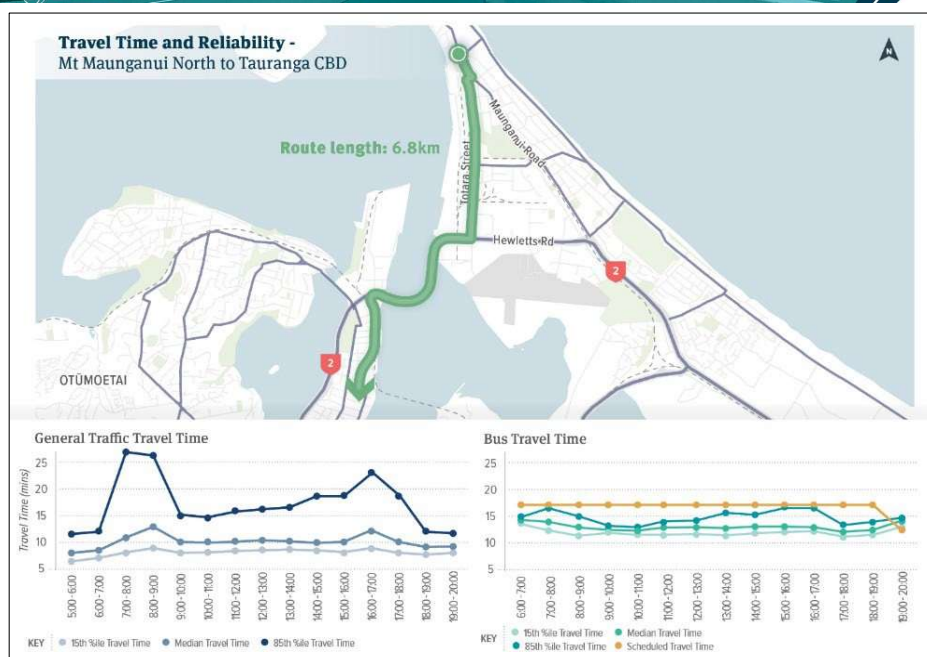 Travel Time and Reliability -
Mt Maunganui North to Tauranga CBD
N
Route length: 6.8km
Totara Street
Maunganui Road
Hewletts Rd
2
2
OTŪMOETAI
General Traffic Travel Time
Travel Time (mins)
25
20
15
10
5
5:00 - 6:00
6:00 - 7:00
7:00 - 8:00
8:00 - 9:00
9:00 - 10:00
10:00 - 11:00
11:00 - 12:00
12:00 - 13:00
13:00 - 14:00
14:00 - 15:00
15:00 - 16:00
16:00 - 17:00
17:00 - 18:00
18:00 - 19:00
19:00 - 20:00
KEY 15th %ile Travel Time Median Travel Time 85th %ile Travel Time
Bus Travel Time
25
20
15
10
5
6:00 - 7:00
7:00 - 8:00
8:00 - 9:00
9:00 - 10:00
10:00 - 11:00
11:00 - 12:00
12:00 - 13:00
13:00 - 14:00
14:00 - 15:00
15:00 - 16:00
16:00 - 17:00
17:00 - 18:00
18:00 - 19:00
19:00 - 20:00
KEY 15th %ile Travel Time Median Travel Time
85th %ile Travel Time Scheduled Travel Time